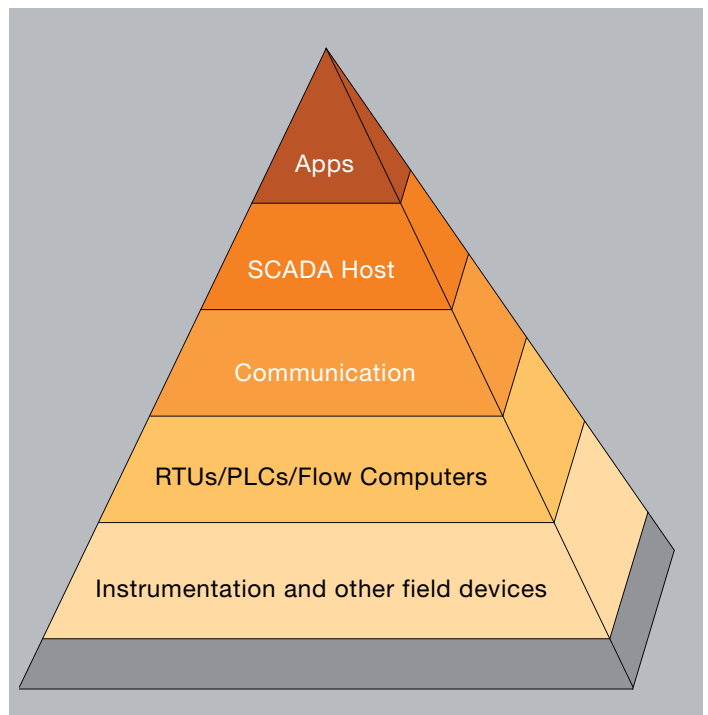 Apps
SCADA Host
Communication
RTUs/PLCs/Flow Computers
Instrumentation and other field devices